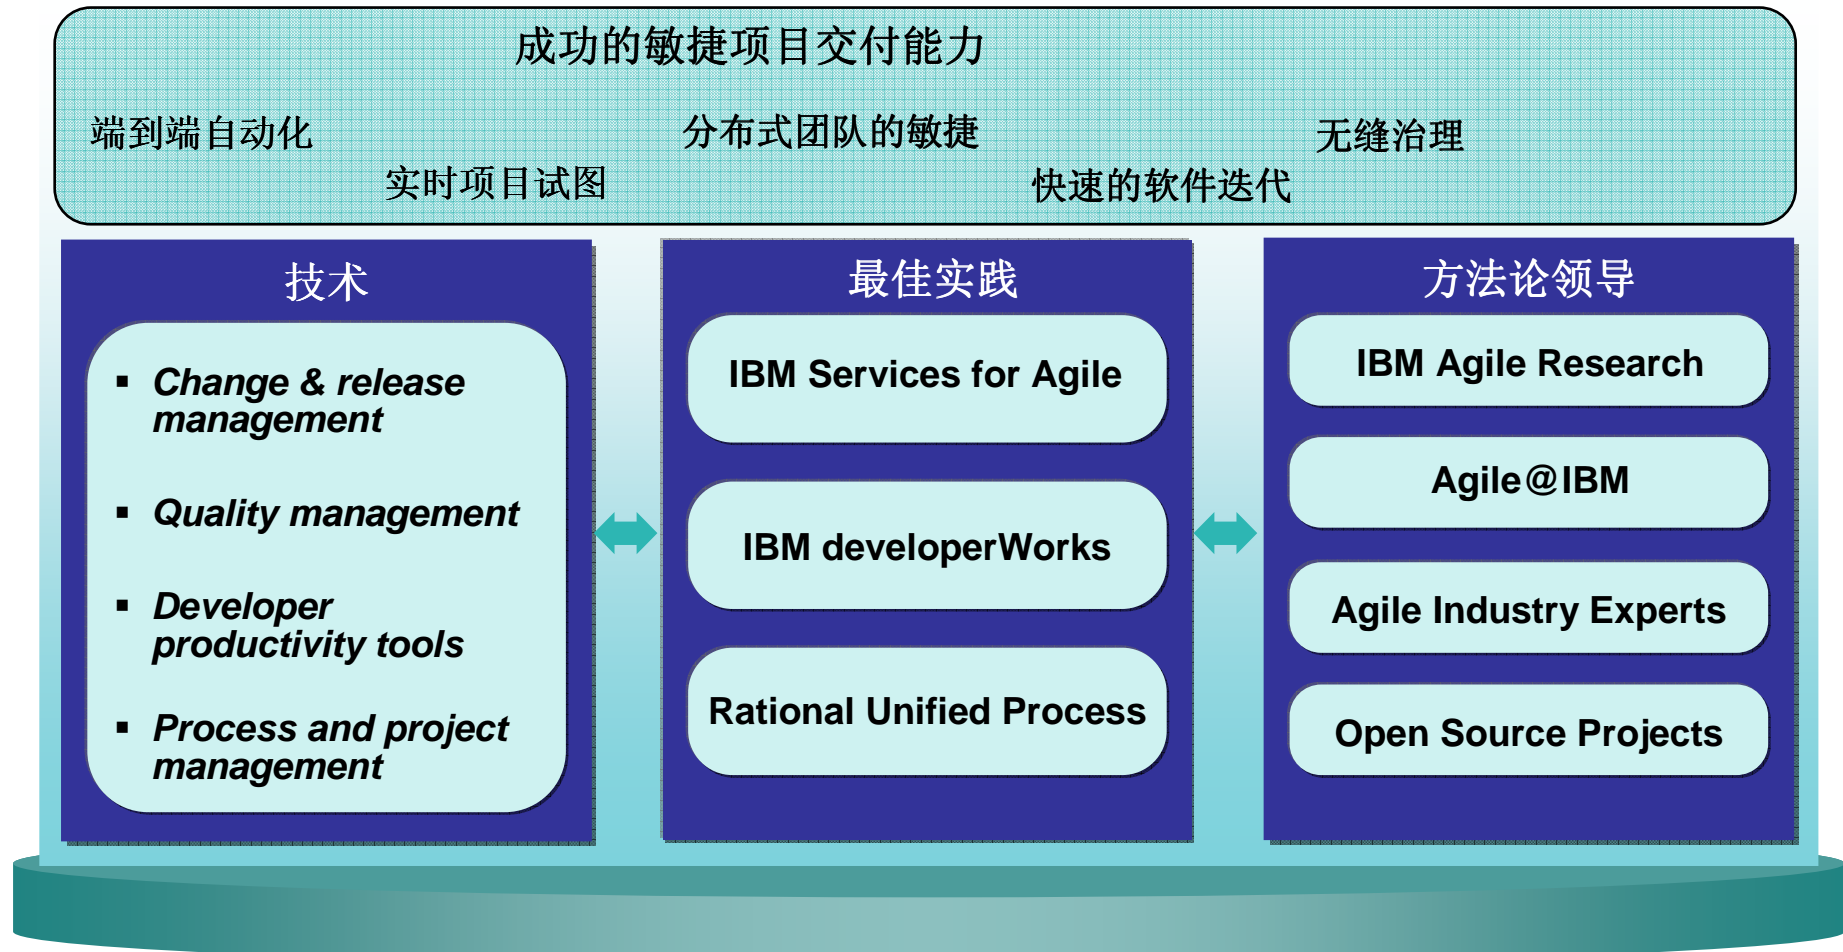 成功的敏捷项目交付能力
端到端自动化
实时项目试图
分布式团队的敏捷
快速的软件迭代
无缝治理
技术
▪ Change & release
management
▪ Quality management
▪ Developer
productivity tools
▪ Process and project
management
最佳实践
IBM Services for Agile
IBM developerWorks
Rational Unified Process
方法论领导
IBM Agile Research
Agile@IBM
Agile Industry Experts
Open Source Projects